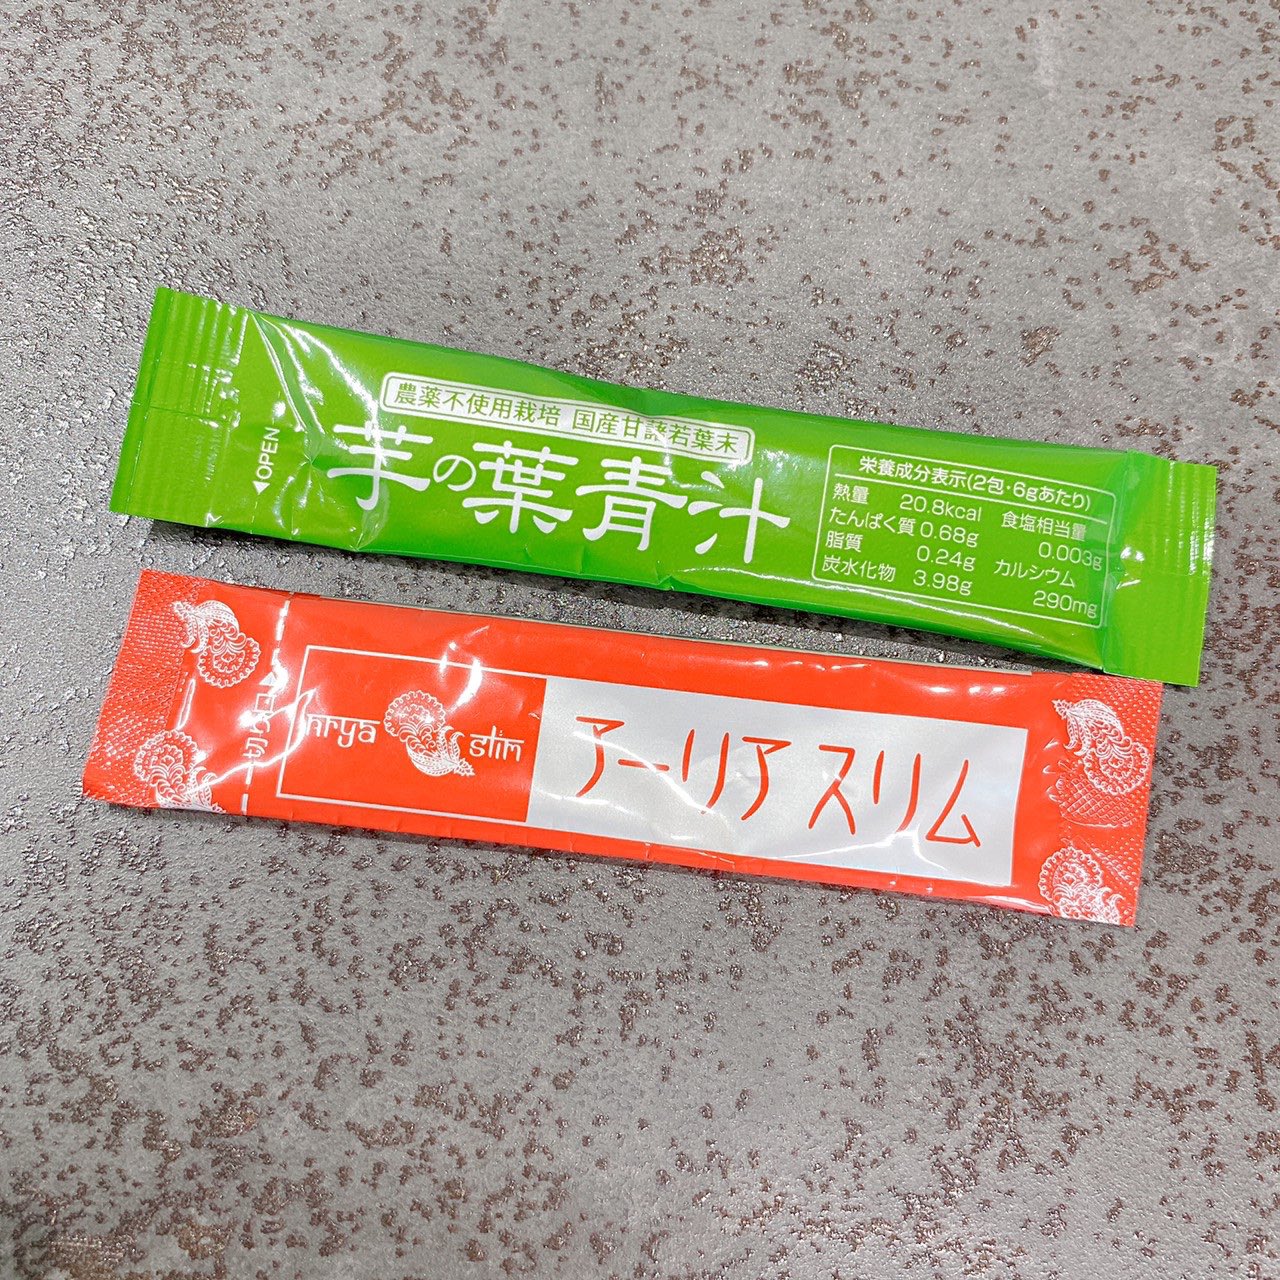 農薬不使用栽培 国産甘藷若葉末
芋の葉青汁
◀OPEN
栄養成分表示(2包・6gあたり)
熱量 20.8kcal 食塩相当量
たんぱく質 0.68g 0.003g
脂質 0.24g カルシウム
炭水化物 3.98g 290mg
arya slim
アーリア スリム
切り口